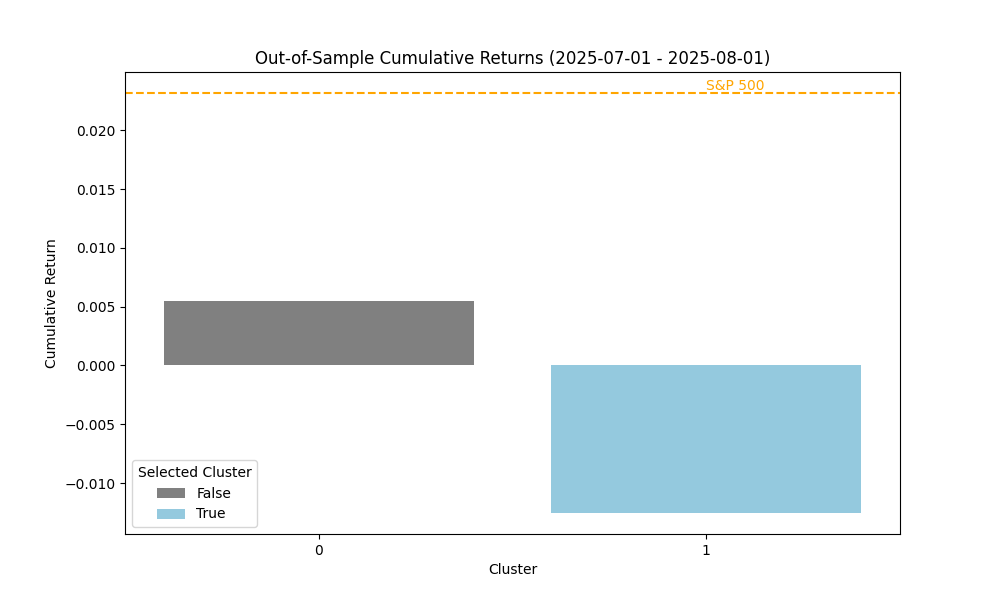 Out-of-Sample Cumulative Returns (2025-07-01 - 2025-08-01)
S&P 500
0.020
0.015
0.010
0.005
0.000
−0.005
−0.010
Cumulative Return
Selected Cluster
False
True
0
1
Cluster